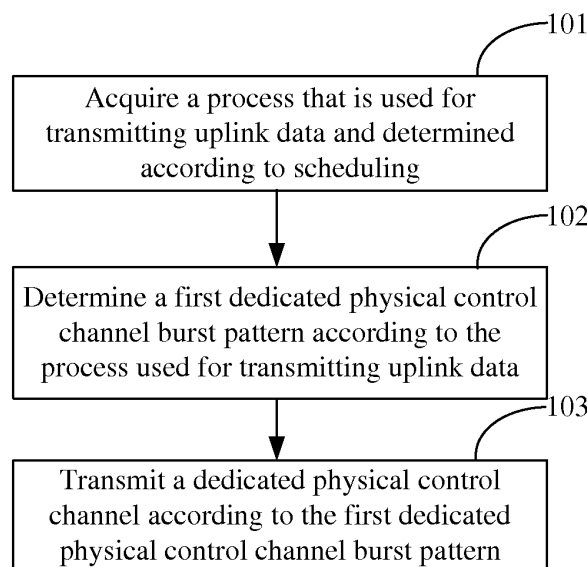 101
Acquire a process that is used for
transmitting uplink data and determined
according to scheduling
102
Determine a first dedicated physical control
channel burst pattern according to the
process used for transmitting uplink data
103
Transmit a dedicated physical control
channel according to the first dedicated
physical control channel burst pattern